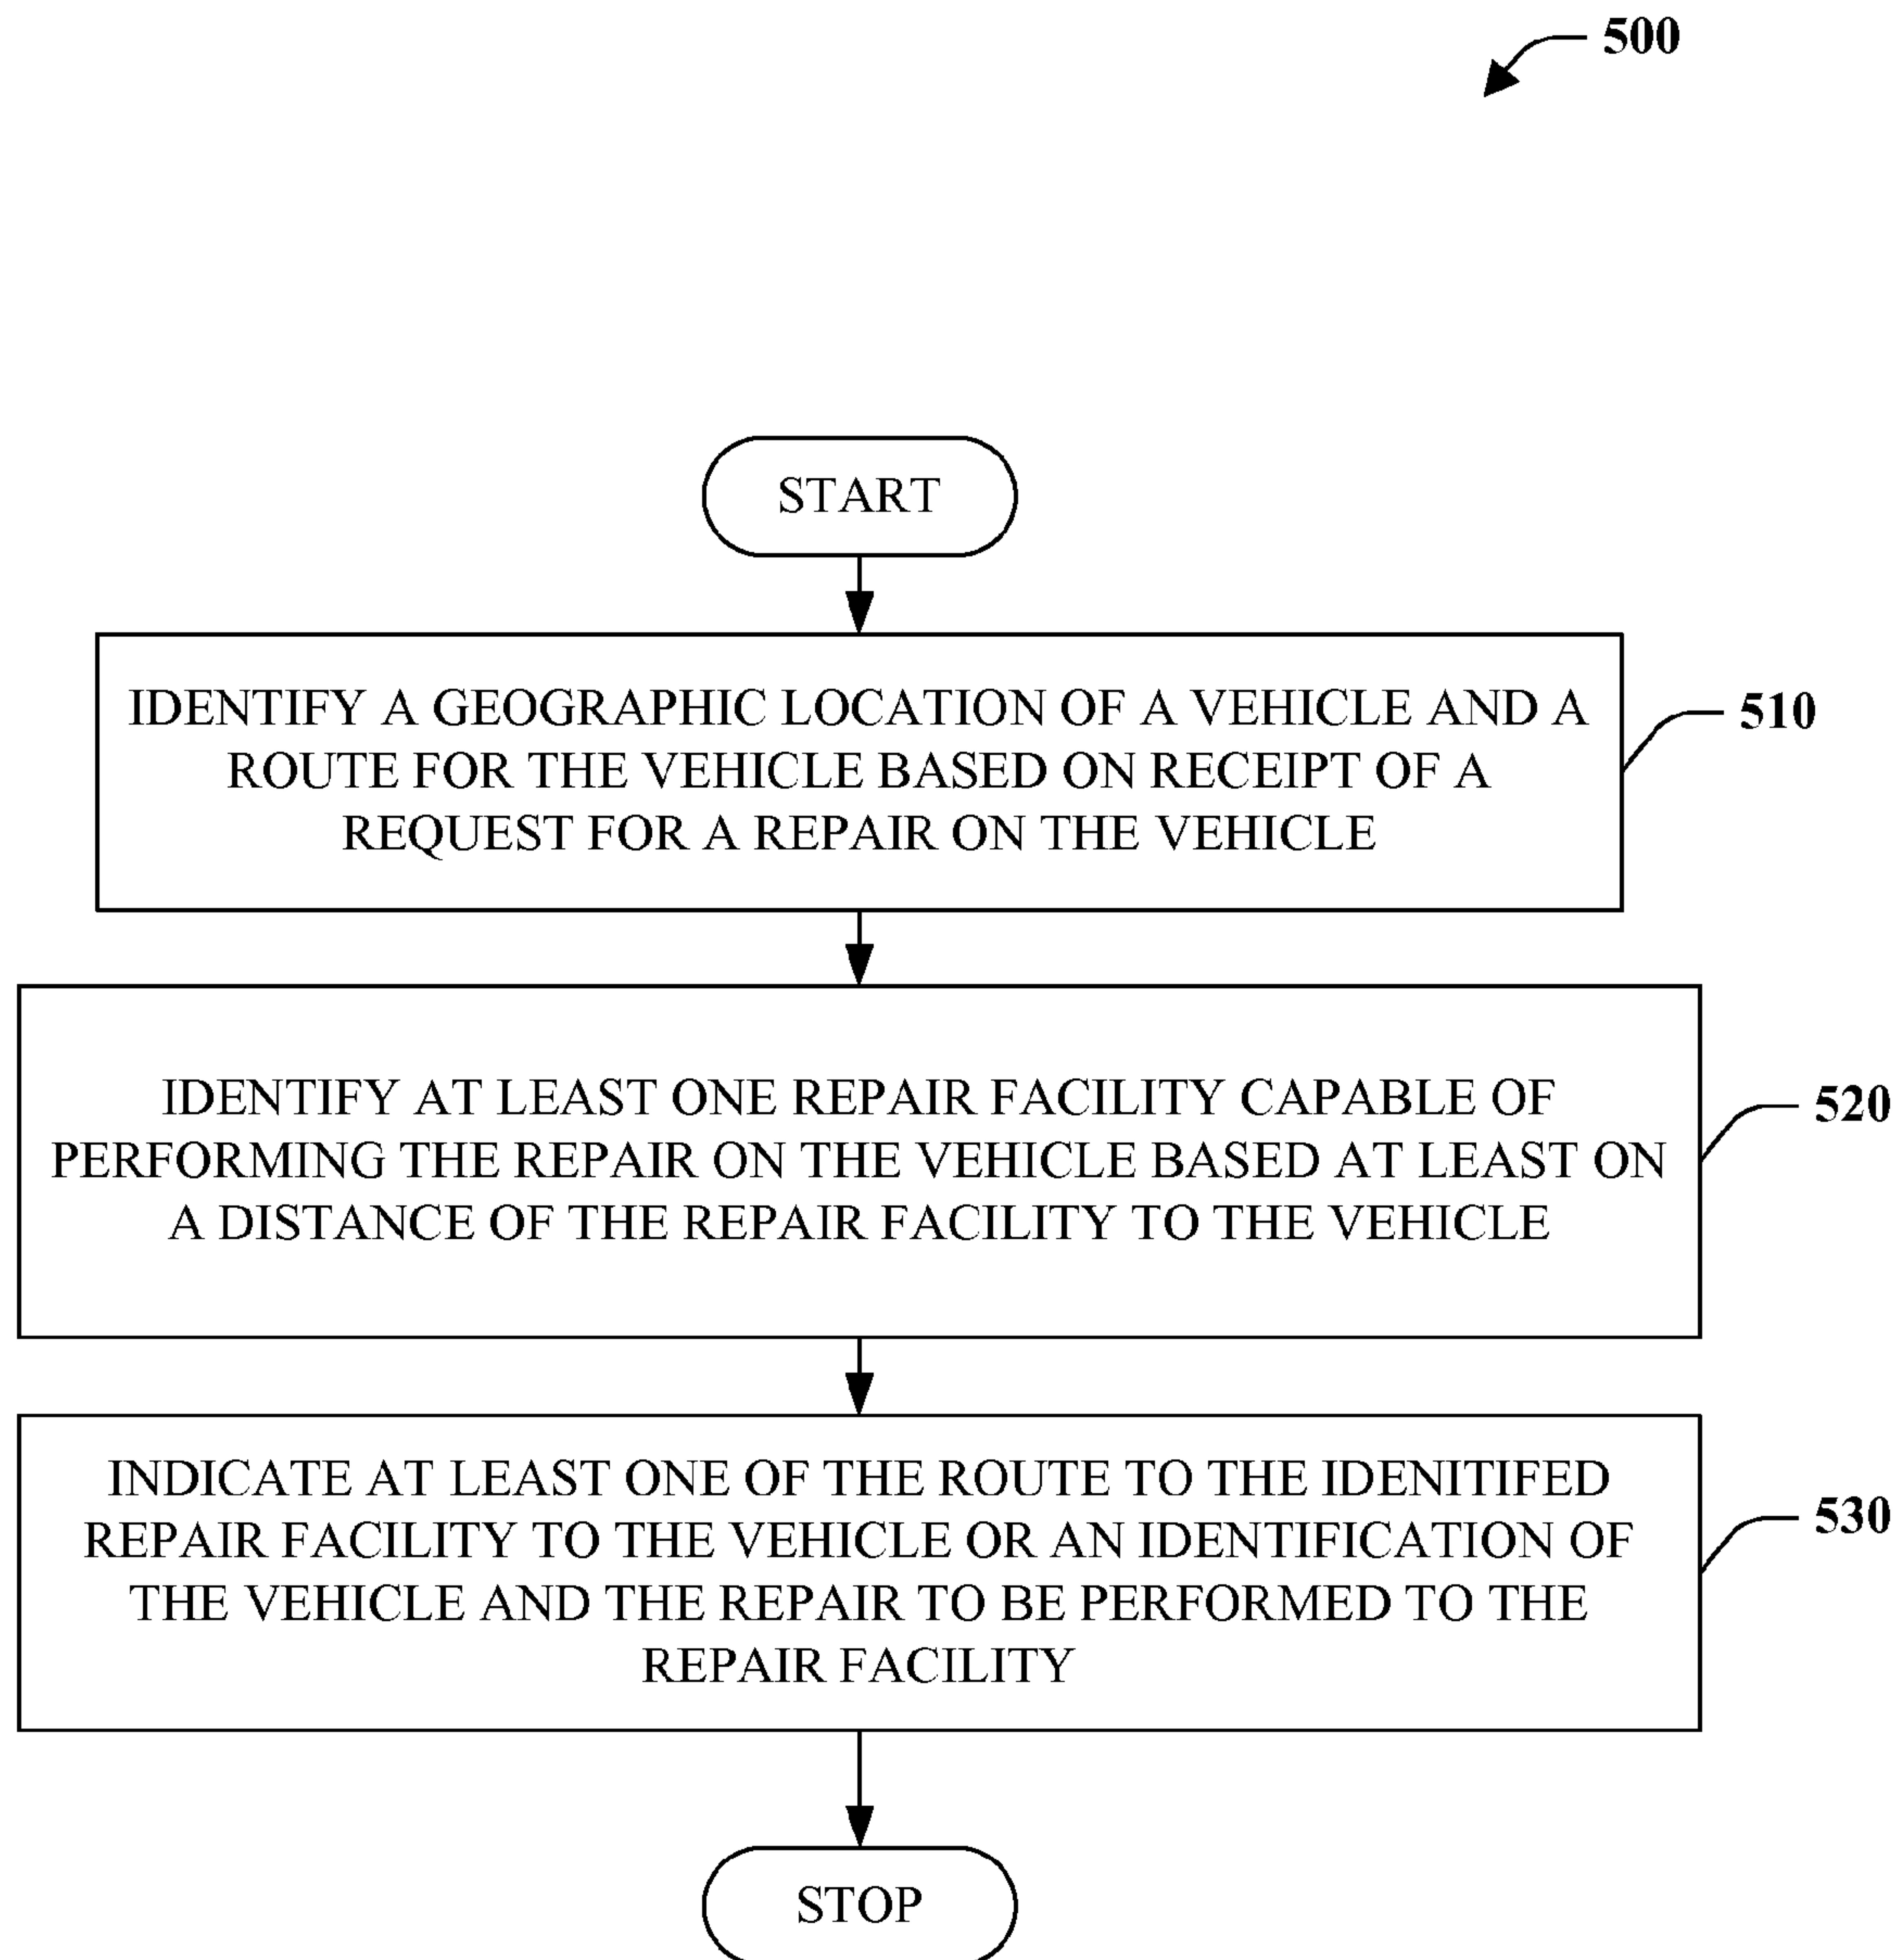 500
START
IDENTIFY A GEOGRAPHIC LOCATION OF A VEHICLE AND A
ROUTE FOR THE VEHICLE BASED ON RECEIPT OF A
REQUEST FOR A REPAIR ON THE VEHICLE
510
IDENTIFY AT LEAST ONE REPAIR FACILITY CAPABLE OF
PERFORMING THE REPAIR ON THE VEHICLE BASED AT LEAST ON
A DISTANCE OF THE REPAIR FACILITY TO THE VEHICLE
520
INDICATE AT LEAST ONE OF THE ROUTE TO THE IDENITIFED
REPAIR FACILITY TO THE VEHICLE OR AN IDENTIFICATION OF
THE VEHICLE AND THE REPAIR TO BE PERFORMED TO THE
REPAIR FACILITY
530
STOP